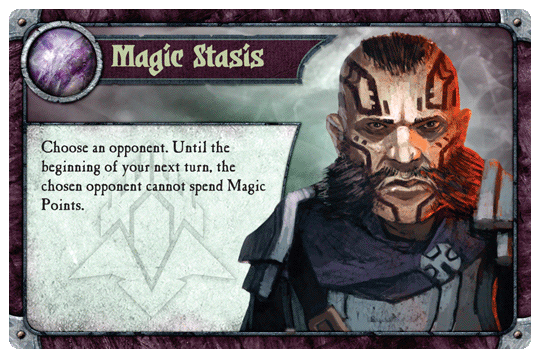 Magic Stasis
Choose an opponent. Until the
beginning of your next turn, the
chosen opponent cannot spend Magic
Points.